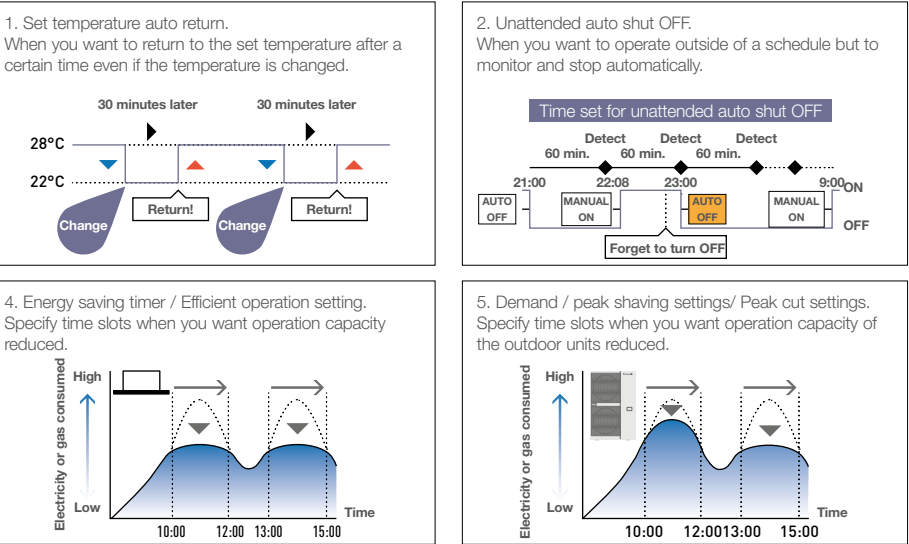 1. Set temperature auto return.
When you want to return to the set temperature after a
certain time even if the temperature is changed.
30 minutes later 30 minutes later
28°C
22°C
Return! Return!
Change Change
2. Unattended auto shut OFF.
When you want to operate outside of a schedule but to
monitor and stop automatically.
Time set for unattended auto shut OFF
Detect Detect Detect
60 min. 60 min. 60 min.
21:00 22:08 23:00 9:00 ON
AUTO MANUAL AUTO MANUAL
OFF ON OFF ON OFF
Forget to turn OFF
4. Energy saving timer / Efficient operation setting.
Specify time slots when you want operation capacity
reduced.
Electricity or gas consumed
High
Low
Time
10:00 12:00 13:00 15:00
5. Demand / peak shaving settings/ Peak cut settings.
Specify time slots when you want operation capacity of
the outdoor units reduced.
Electricity or gas consumed
High
Low
Time
10:00 12:00 13:00 15:00